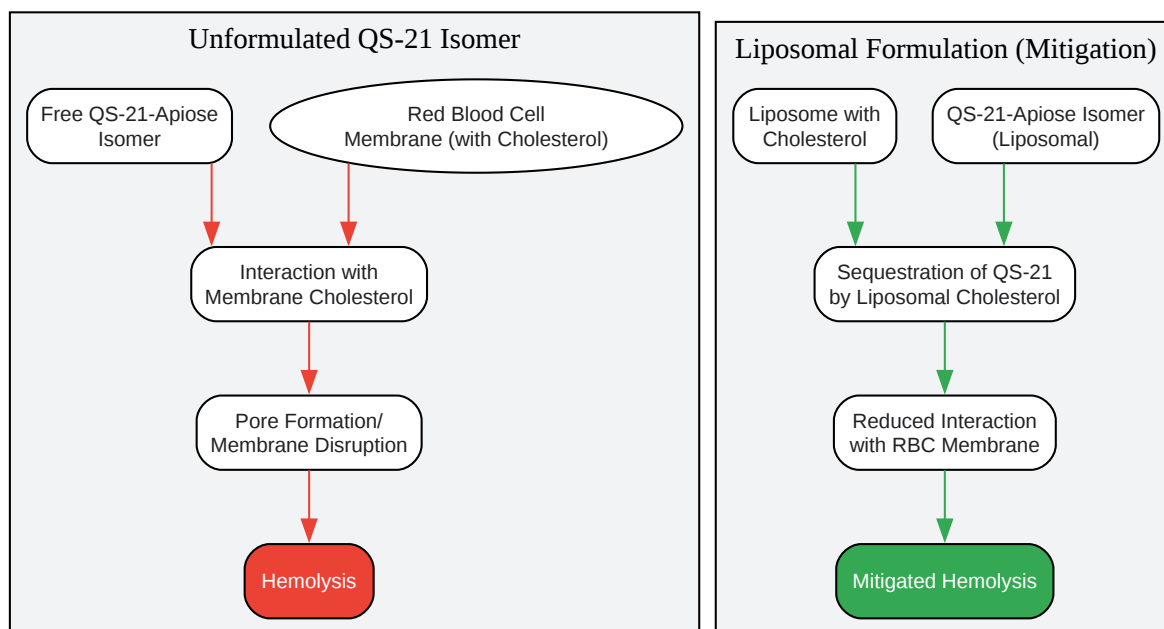 Unformulated QS-21 Isomer
Free QS-21-Apiose
Isomer
Red Blood Cell
Membrane (with Cholesterol)
Interaction with
Membrane Cholesterol
Pore Formation/
Membrane Disruption
Hemolysis
Liposomal Formulation (Mitigation)
Liposome with
Cholesterol
QS-21-Apiose Isomer
(Liposomal)
Sequestration of QS-21
by Liposomal Cholesterol
Reduced Interaction
with RBC Membrane
Mitigated Hemolysis